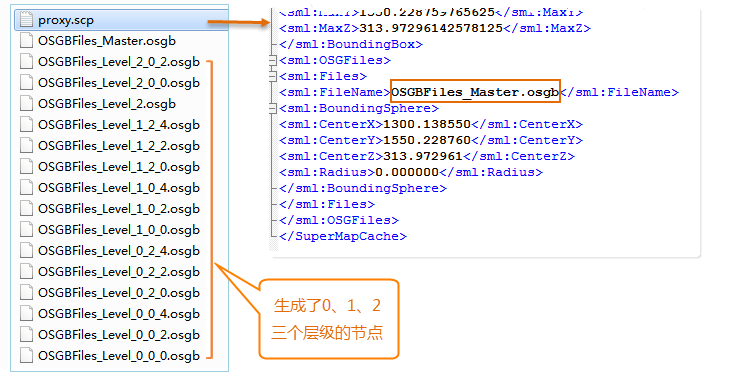 proxy.scp
OSGBFiles_Master.osgb
OSGBFiles_Level_2_0_2.osgb
OSGBFiles_Level_2_0_0.osgb
OSGBFiles_Level_2.osgb
OSGBFiles_Level_1_2_4.osgb
OSGBFiles_Level_1_2_2.osgb
OSGBFiles_Level_1_2_0.osgb
OSGBFiles_Level_1_0_4.osgb
OSGBFiles_Level_1_0_2.osgb
OSGBFiles_Level_1_0_0.osgb
OSGBFiles_Level_0_2_4.osgb
OSGBFiles_Level_0_2_2.osgb
OSGBFiles_Level_0_2_0.osgb
OSGBFiles_Level_0_0_4.osgb
OSGBFiles_Level_0_0_2.osgb
OSGBFiles_Level_0_0_0.osgb
<sml:MaxY>1550.228759765625</sml:MaxY>
<sml:MaxZ>313.97296142578125</sml:MaxZ>
</sml:BoundingBox>
<sml:OSGFiles>
<sml:Files>
<sml:FileName>OSGBFiles_Master.osgb</sml:FileName>
<sml:BoundingSphere>
<sml:CenterX>1300.138550</sml:CenterX>
<sml:CenterY>1550.228760</sml:CenterY>
<sml:CenterZ>313.972961</sml:CenterZ>
<sml:Radius>0.000000</sml:Radius>
</sml:BoundingSphere>
</sml:Files>
</sml:OSGFiles>
</SuperMapCache>
生成了0、1、2
三个层级的节点